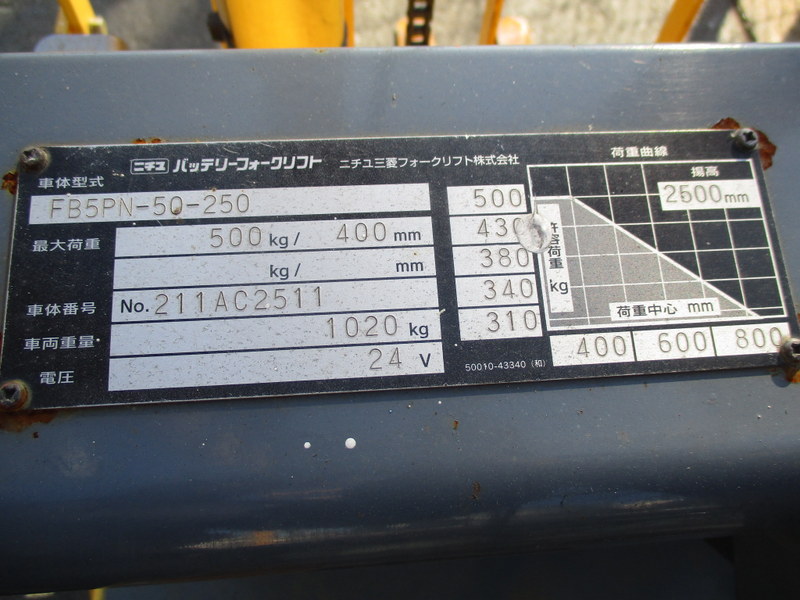 ニチユ バッテリーフォークリフト ニチユ三菱フォークリフト株式会社
車体型式 FB5PN-50-250
最大荷重 500 kg/ 400 mm
kg/ mm
車体番号 No. 211AC2511
車両重量 1020 kg
電圧 24 V
50010-43340 (和)
荷重曲線
揚高
2500mm
500
430
380
340
310
許容荷重 kg
荷重中心 mm
400 600 800